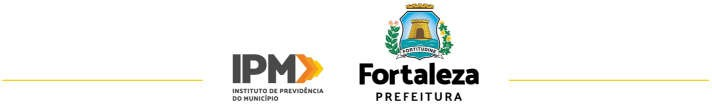 IPM
INSTITUTO DE PREVIDÊNCIA
DO MUNICÍPIO
FORTITUDINE
Fortaleza
PREFEITURA